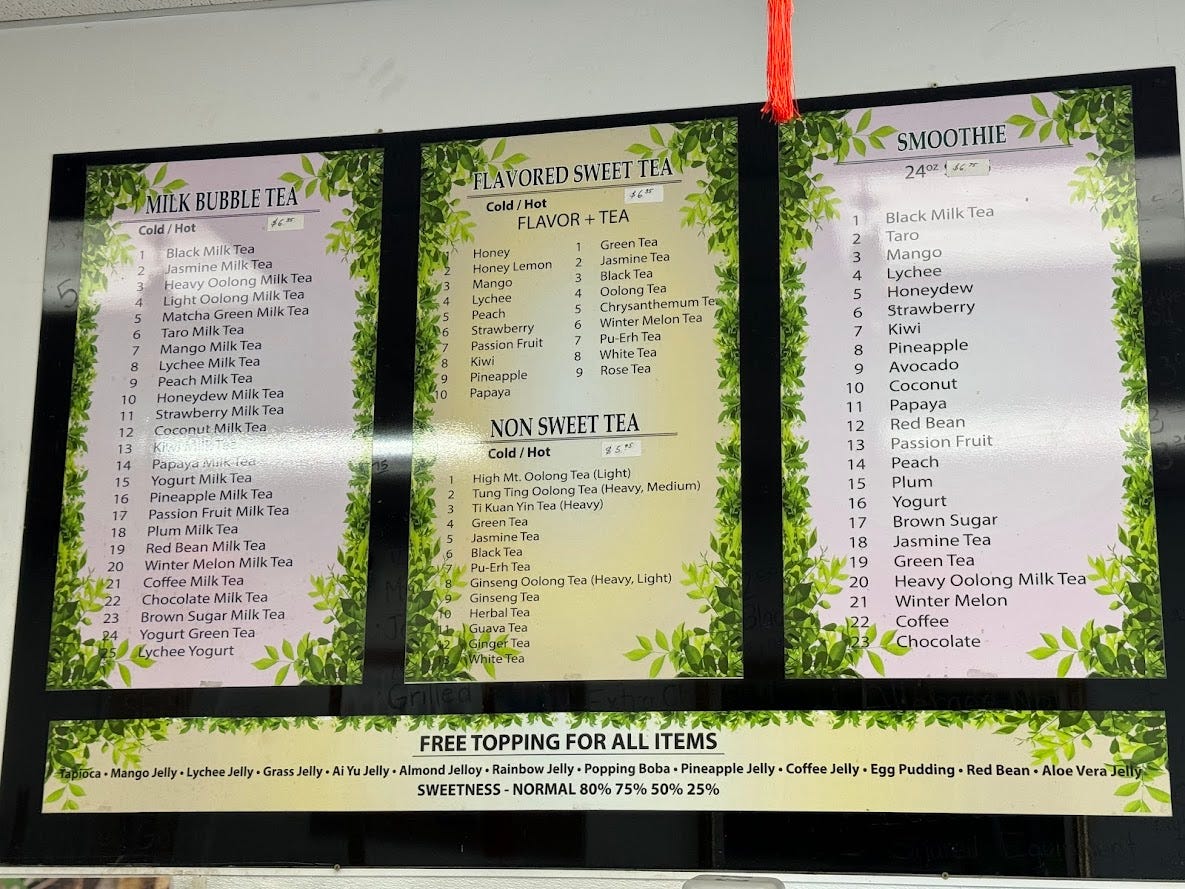 MILK BUBBLE TEA
Cold / Hot
1 Black Milk Tea
2 Jasmine Milk Tea
3 Heavy Oolong Milk Tea
4 Light Oolong Milk Tea
5 Matcha Green Milk Tea
6 Taro Milk Tea
7 Mango Milk Tea
8 Lychee Milk Tea
9 Peach Milk Tea
10 Honeydew Milk Tea
11 Strawberry Milk Tea
12 Coconut Milk Tea
13 Kiwi Milk Tea
14 Papaya Milk Tea
15 Yogurt Milk Tea
16 Pineapple Milk Tea
17 Passion Fruit Milk Tea
18 Plum Milk Tea
19 Red Bean Milk Tea
20 Winter Melon Milk Tea
21 Coffee Milk Tea
22 Chocolate Milk Tea
23 Brown Sugar Milk Tea
24 Yogurt Green Tea
25 Lychee Yogurt
FLAVORED SWEET TEA
Cold / Hot
FLAVOR + TEA
Honey
2 Honey Lemon
3 Mango
4 Lychee
5 Peach
6 Strawberry
7 Passion Fruit
8 Kiwi
9 Pineapple
10 Papaya
1 Green Tea
2 Jasmine Tea
3 Black Tea
4 Oolong Tea
5 Chrysanthemum Te
6 Winter Melon Tea
7 Pu-Erh Tea
8 White Tea
9 Rose Tea
NON SWEET TEA
Cold / Hot
1 High Mt. Oolong Tea (Light)
2 Tung Ting Oolong Tea (Heavy, Medium)
3 Ti Kuan Yin Tea (Heavy)
4 Green Tea
5 Jasmine Tea
6 Black Tea
7 Pu-Erh Tea
8 Ginseng Oolong Tea (Heavy, Light)
9 Ginseng Tea
10 Herbal Tea
11 Guava Tea
12 Ginger Tea
13 White Tea
SMOOTHIE
24oz
1 Black Milk Tea
2 Taro
3 Mango
4 Lychee
5 Honeydew
6 Strawberry
7 Kiwi
8 Pineapple
9 Avocado
10 Coconut
11 Papaya
12 Red Bean
13 Passion Fruit
14 Peach
15 Plum
16 Yogurt
17 Brown Sugar
18 Jasmine Tea
19 Green Tea
20 Heavy Oolong Milk Tea
21 Winter Melon
22 Coffee
23 Chocolate
FREE TOPPING FOR ALL ITEMS
Tapioca • Mango Jelly • Lychee Jelly • Grass Jelly • Ai Yu Jelly • Almond Jelloy • Rainbow Jelly • Popping Boba • Pineapple Jelly • Coffee Jelly • Egg Pudding • Red Bean • Aloe Vera Jelly
SWEETNESS - NORMAL 80% 75% 50% 25%